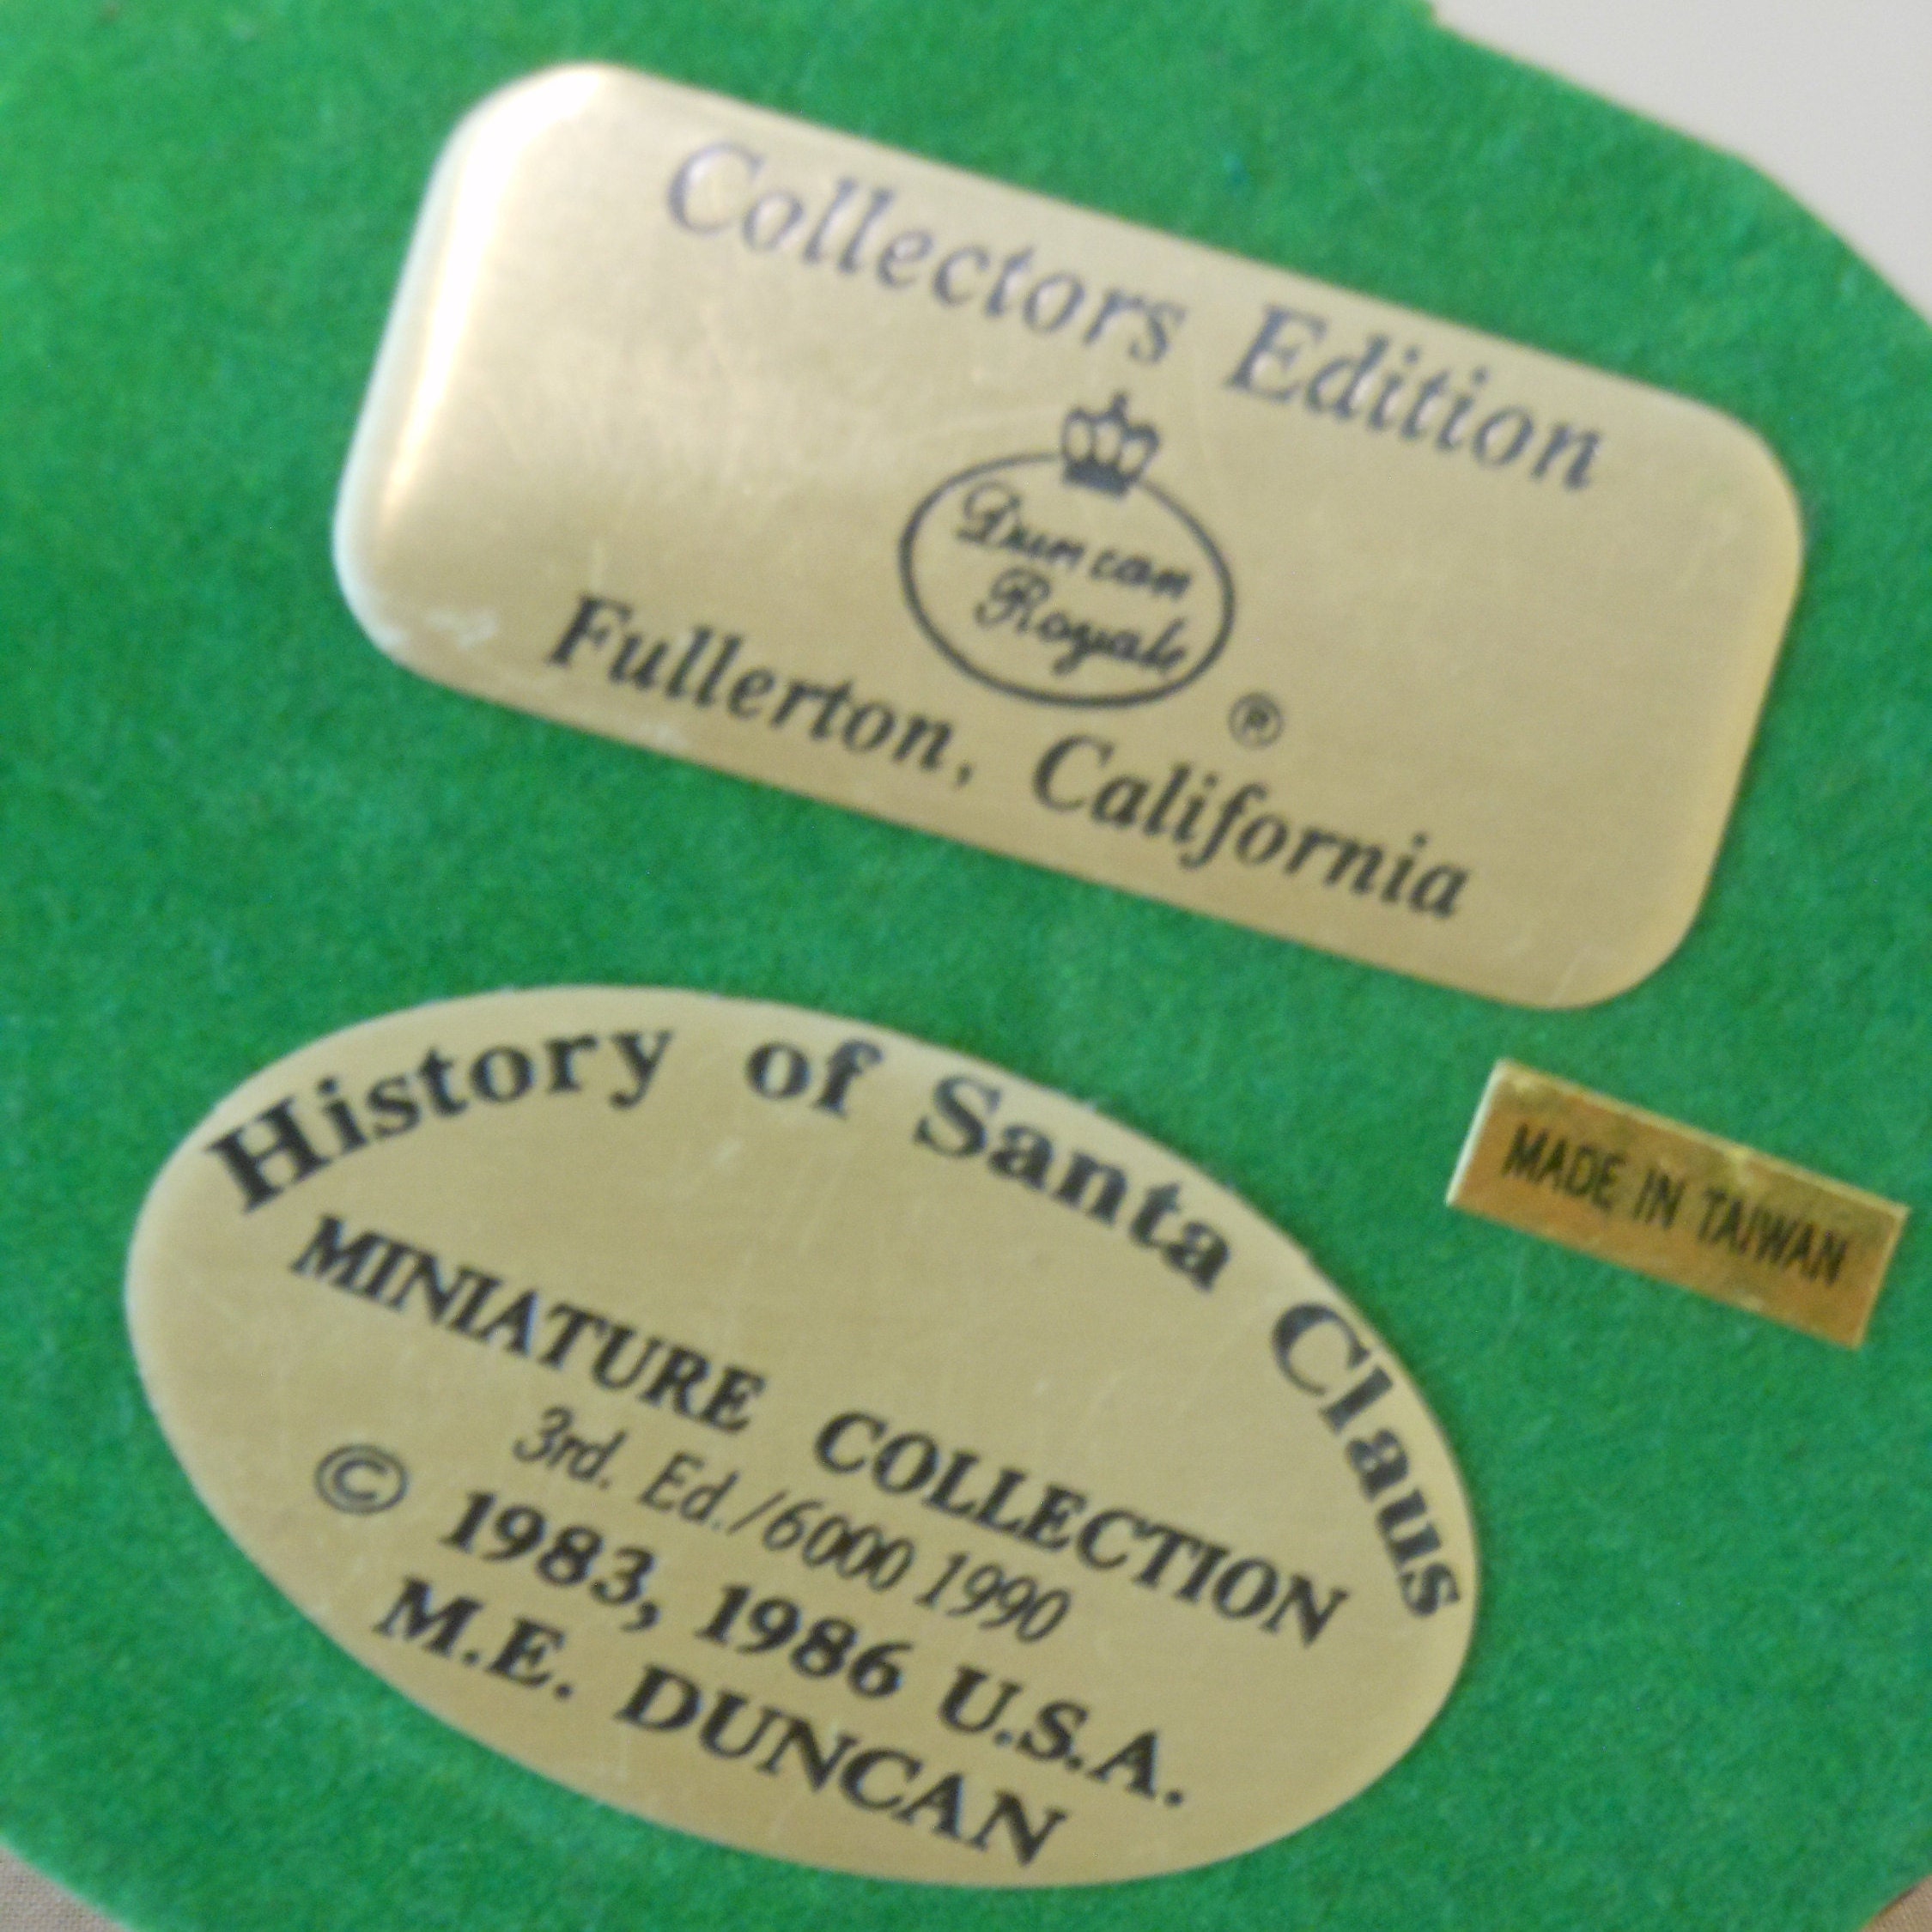 Collectors Edition
Duncan
Royale
®
Fullerton, California
History of Santa Claus
MINIATURE COLLECTION
3rd. Ed./6000 1990
© 1983, 1986 U.S.A.
M.E. DUNCAN
MADE IN TAIWAN